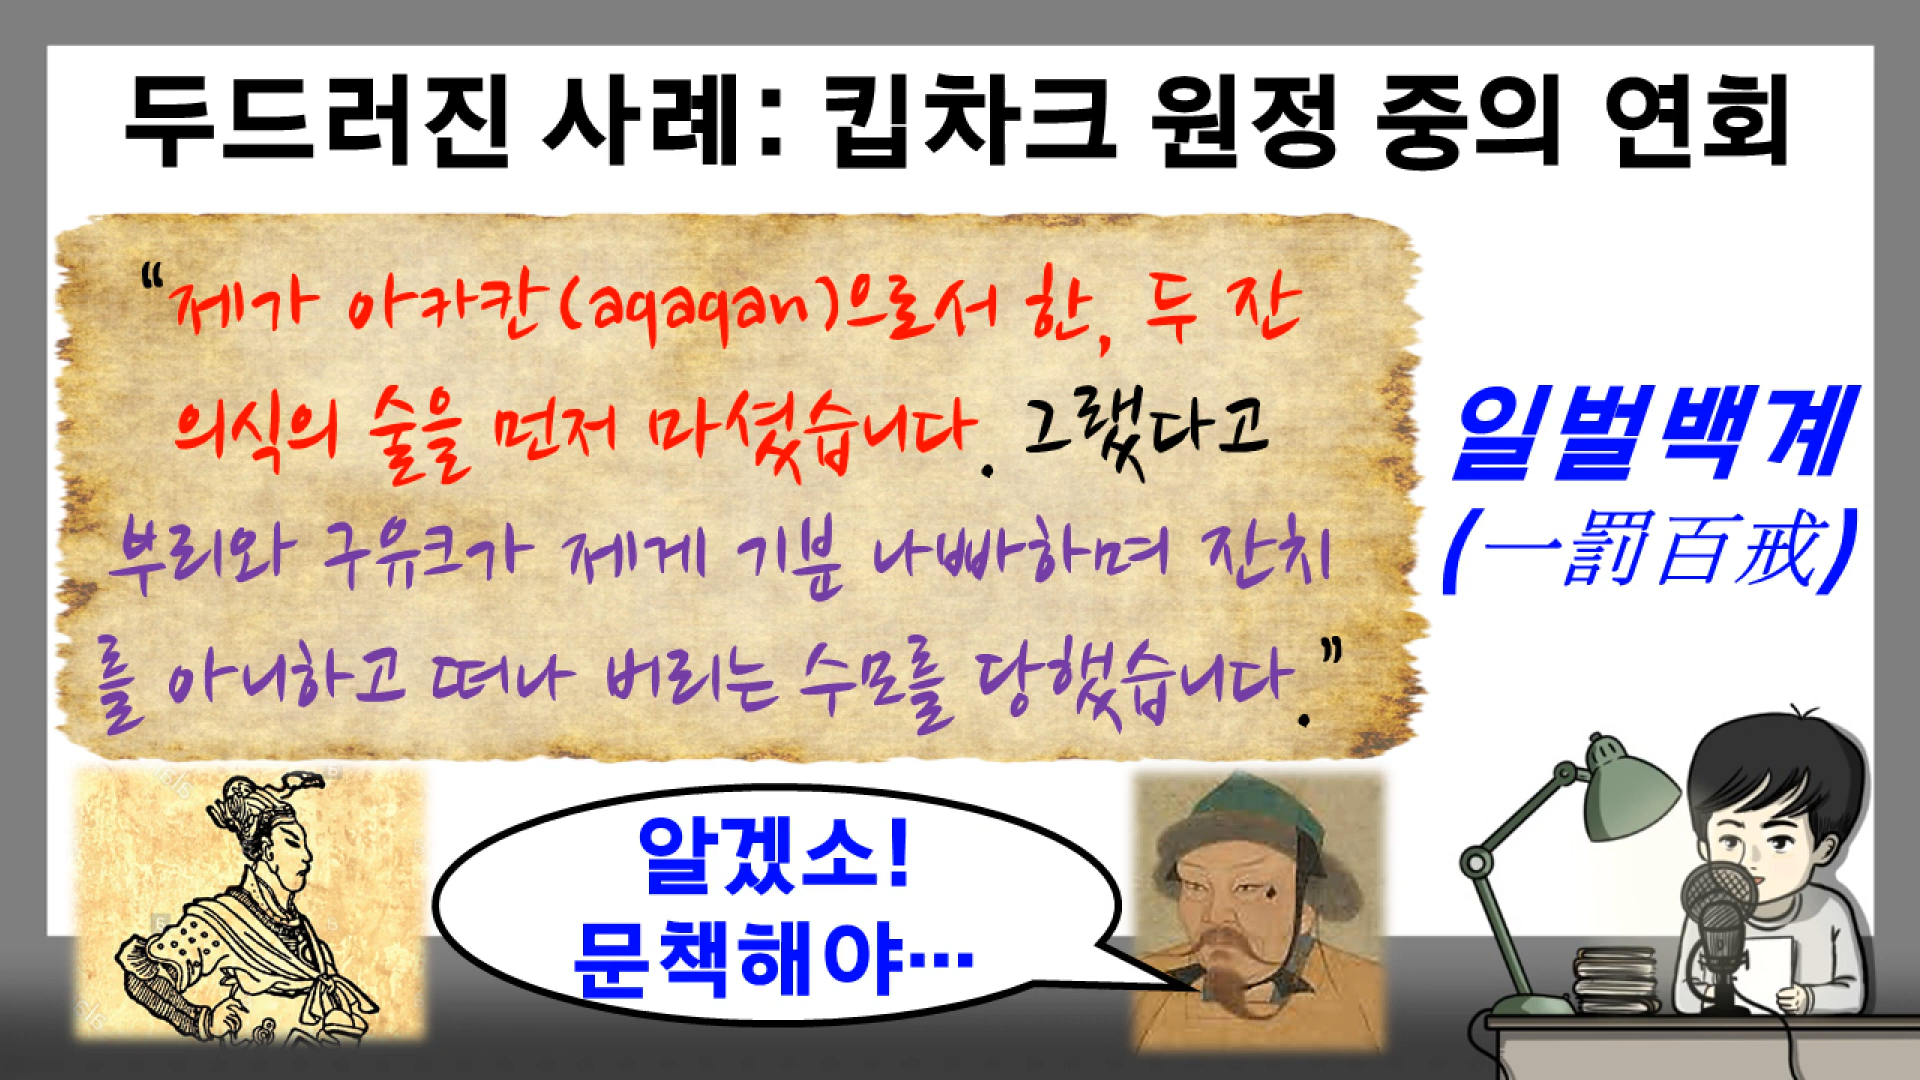 두드러진 사례: 킵차크 원정 중의 연회
“제가 아카칸(aqaqan)으로서 한, 두 잔
의식의 술을 먼저 마셨습니다. 그랬다고
부리와 구유크가 제게 기분 나빠하며 잔치
를 아니하고 떠나 버리는 수모를 당했습니다.”
일벌백계
(一罰百戒)
알겠소!
문책해야…